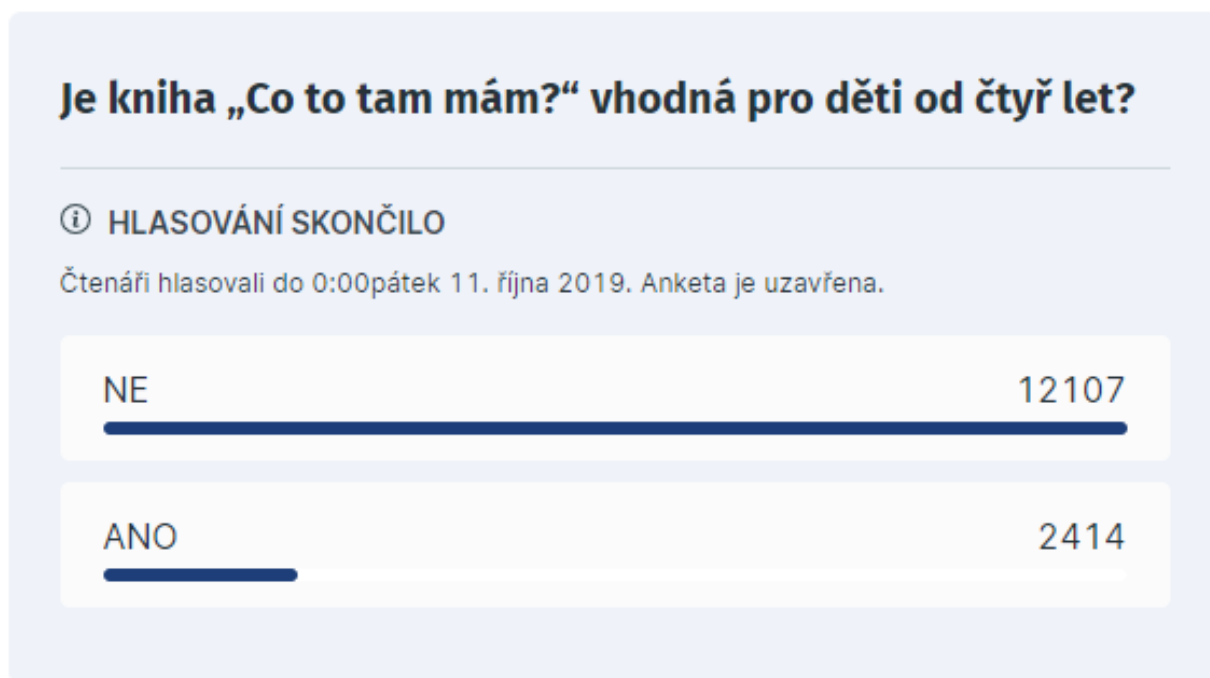 Je kniha „Co to tam mám?“ vhodná pro děti od čtyř let?
HLASOVÁNÍ SKONČILO
Čtenáři hlasovali do 0:00pátek 11. října 2019. Anketa je uzavřena.
NE 12107
ANO 2414